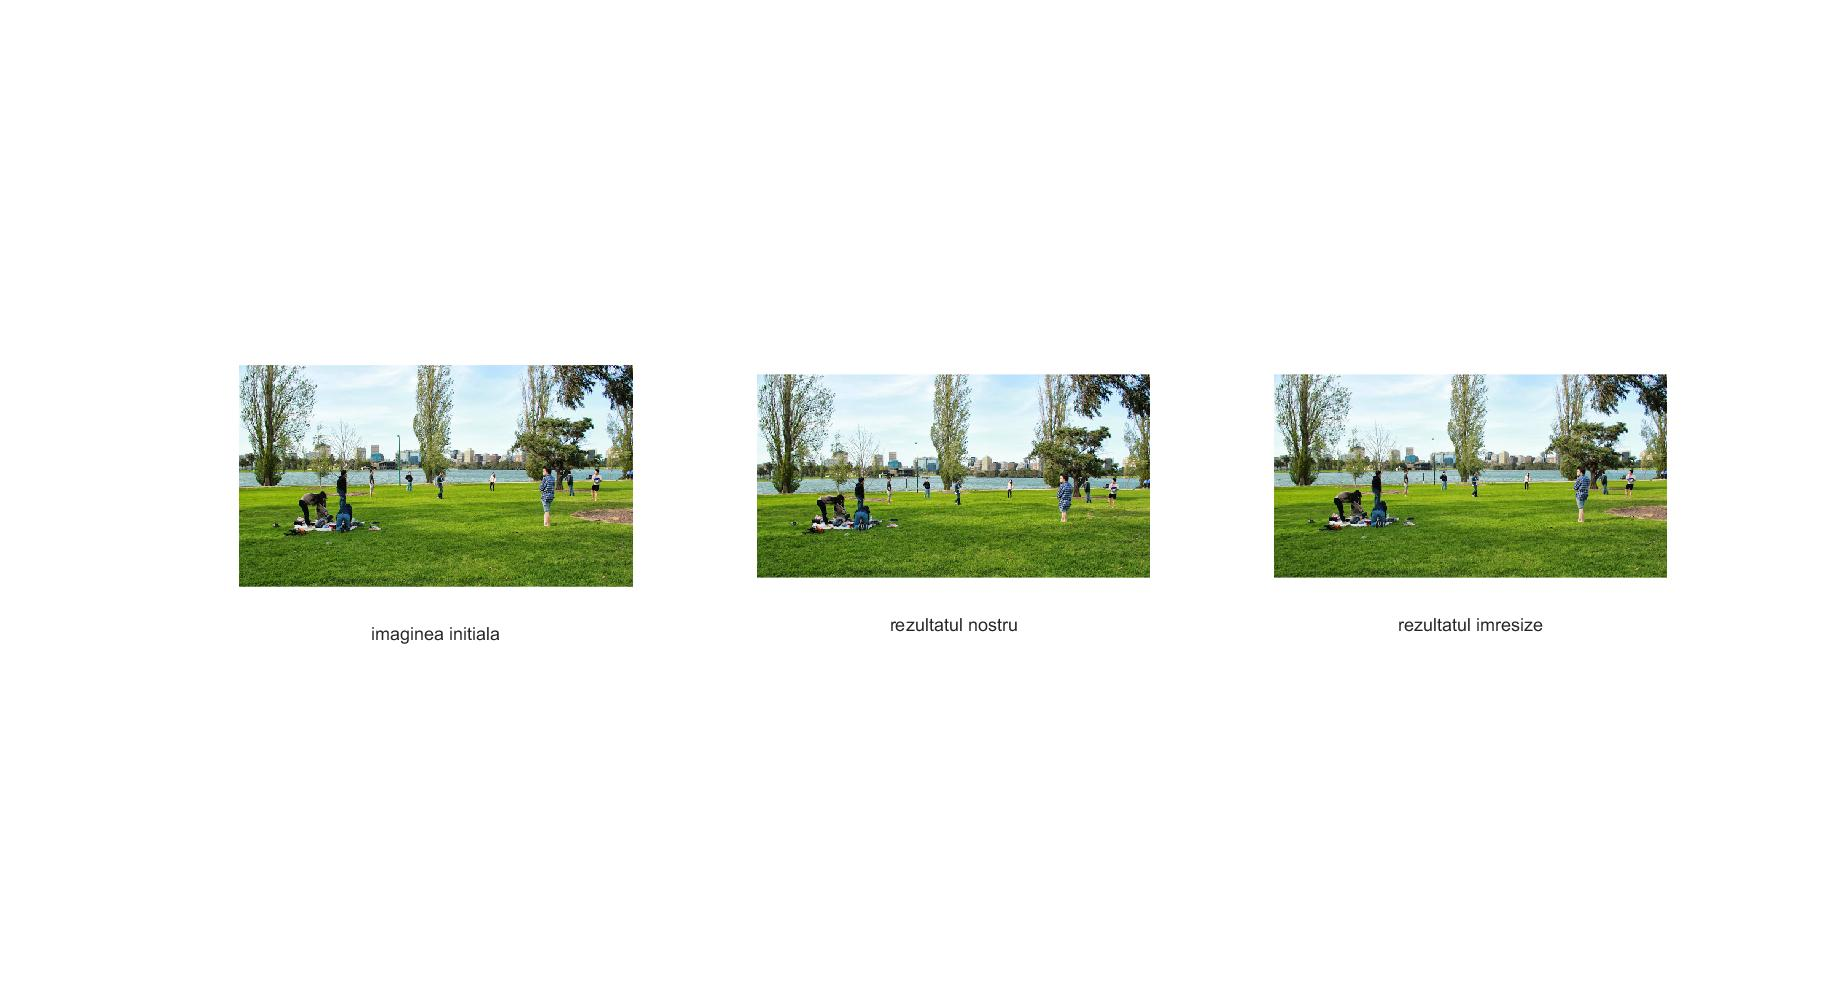 imaginea initiala
rezultatul nostru
rezultatul imresize